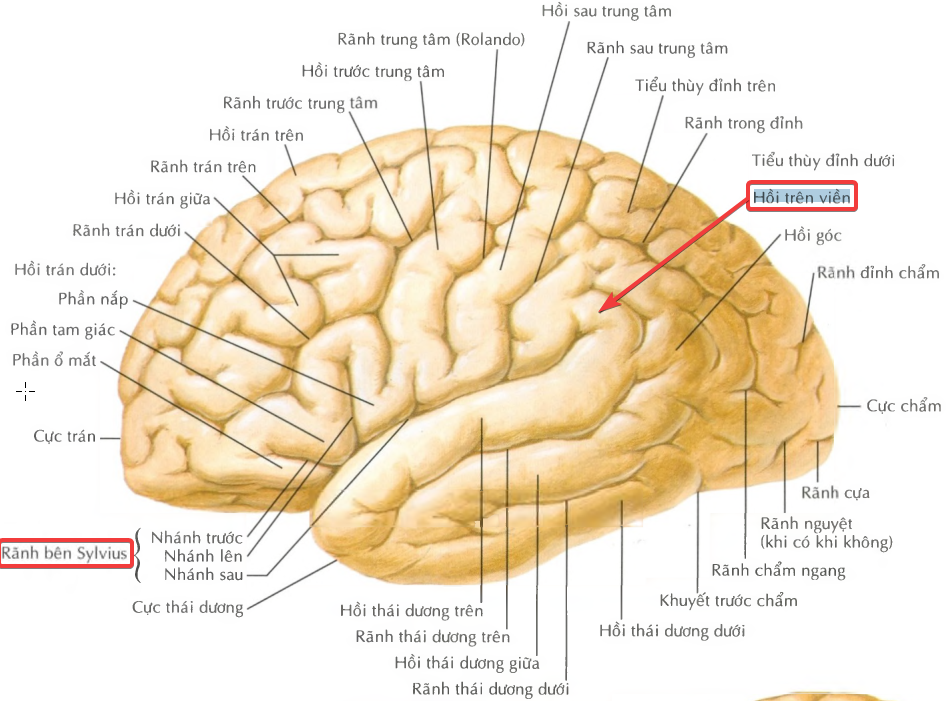 Hồi sau trung tâm
Rãnh trung tâm (Rolando)
Rãnh sau trung tâm
Hồi trước trung tâm
Tiểu thùy đỉnh trên
Rãnh trước trung tâm
Rãnh trong đỉnh
Hồi trán trên
Tiểu thùy đỉnh dưới
Rãnh trán trên
Hồi trên viền
Hồi trán giữa
Rãnh trán dưới
Hồi góc
Hồi trán dưới:
Rãnh đỉnh chẩm
Phần nắp
Phần tam giác
Phần ổ mắt
Cực chẩm
Cực trán
Rãnh cựa
Rãnh nguyệt
(khi có khi không)
Rãnh bên Sylvius
Nhánh trước
Nhánh lên
Nhánh sau
Rãnh chẩm ngang
Khuyết trước chẩm
Cực thái dương
Hồi thái dương trên
Hồi thái dương dưới
Rãnh thái dương trên
Hồi thái dương giữa
Rãnh thái dương dưới